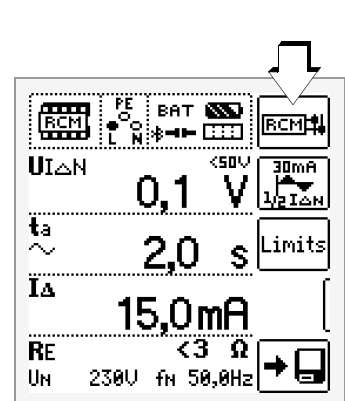 RCM PE L N BAT RCM
UI△N <50V 30mA
0,1 V 1/2I△N
ta 2,0 s Limits
I△ 15,0mA
RE <3 Ω
UN 230V fN 50,0Hz